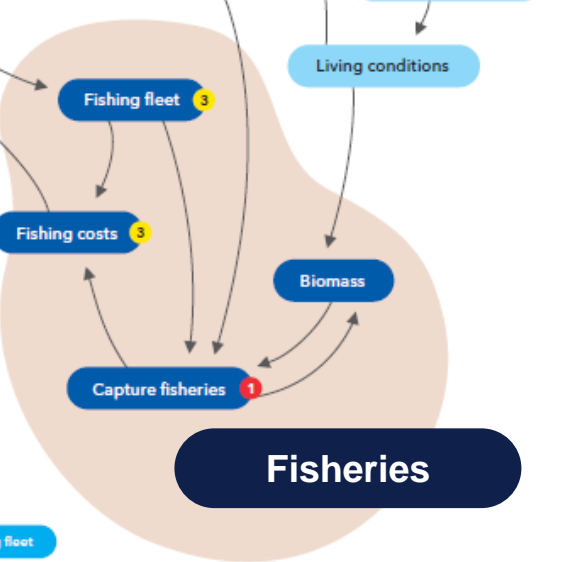 Living conditions
Fishing fleet 3
Fishing costs 3
Biomass
Capture fisheries 1
Fisheries
fleet